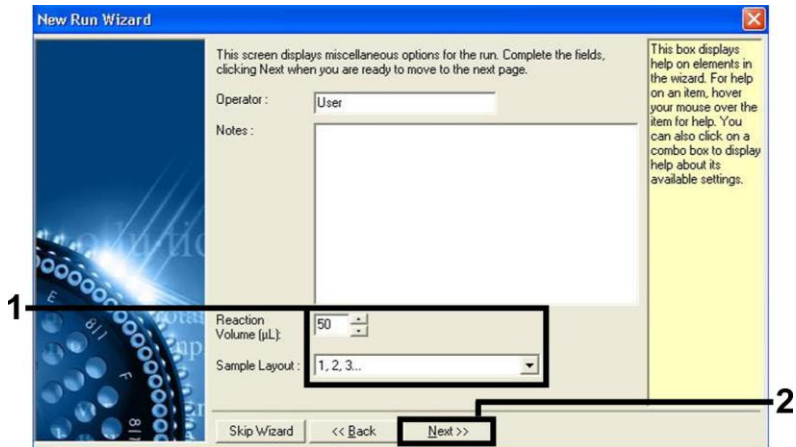 New Run Wizard
This screen displays miscellaneous options for the run. Complete the fields,
clicking Next when you are ready to move to the next page.
Operator :
User
Notes :
Reaction
Volume (µL):
50
Sample Layout :
1, 2, 3...
Skip Wizard
<< Back
Next >>
This box displays
help on elements in
the wizard. For help
on an item, hover
your mouse over the
item for help. You
can also click on a
combo box to display
help about its
available settings.
1
2
E
8|1
F
8|